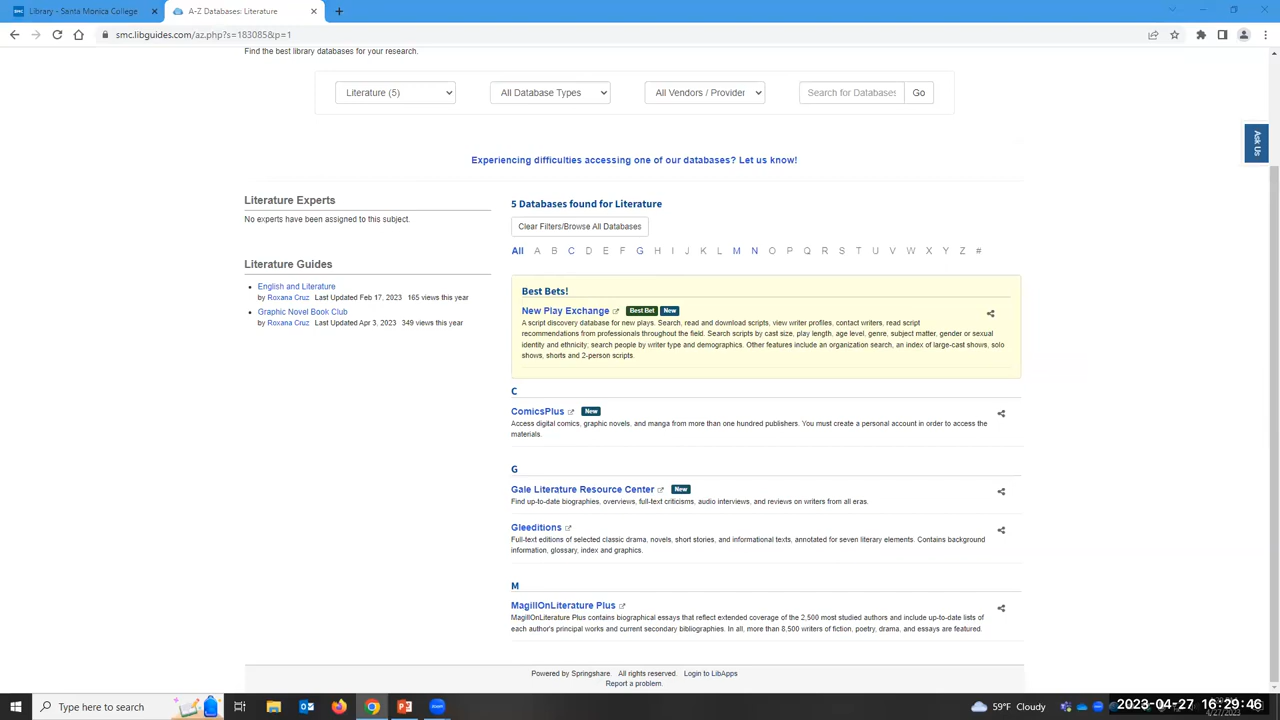 Library - Santa Monica College
A-Z Databases: Literature
smc.libguides.com/az.php?s=183085&p=1
Find the best library databases for your research.
Literature (5)
All Database Types
All Vendors / Provider
Search for Databases
Go
Ask Us
Experiencing difficulties accessing one of our databases? Let us know!
Literature Experts
No experts have been assigned to this subject.
Literature Guides
English and Literature
by Roxana Cruz Last Updated Feb 17, 2023 165 views this year
Graphic Novel Book Club
by Roxana Cruz Last Updated Apr 3, 2023 349 views this year
5 Databases found for Literature
Clear Filters/Browse All Databases
All A B C D E F G H I J K L M N O P Q R S T U V W X Y Z #
Best Bets!
New Play Exchange Best Bet New
A script discovery database for new plays. Search, read and download scripts, view writer profiles, contact writers, read script
recommendations from professionals throughout the field. Search scripts by cast size, play length, age level, genre, subject matter, gender or sexual
identity and ethnicity; search people by writer type and demographics. Other features include an organization search, an index of large-cast shows, solo
shows, shorts and 2-person scripts.
C
ComicsPlus New
Access digital comics, graphic novels, and manga from more than one hundred publishers. You must create a personal account in order to access the
materials.
G
Gale Literature Resource Center New
Find up-to-date biographies, overviews, full-text criticisms, audio interviews, and reviews on writers from all eras.
Gleeditions
Full-text editions of selected classic drama, novels, short stories, and informational texts, annotated for seven literary elements. Contains background
information, glossary, index and graphics.
M
MagillOnLiterature Plus
MagillOnLiterature Plus contains biographical essays that reflect extended coverage of the 2,500 most studied authors and include up-to-date lists of
each author's principal works and current secondary bibliographies. In all, more than 8,500 writers of fiction, poetry, drama, and essays are featured.
Powered by Springshare. All rights reserved. Login to LibApps
Report a problem.
Type here to search
59°F Cloudy
2023-04-27 16:29:46